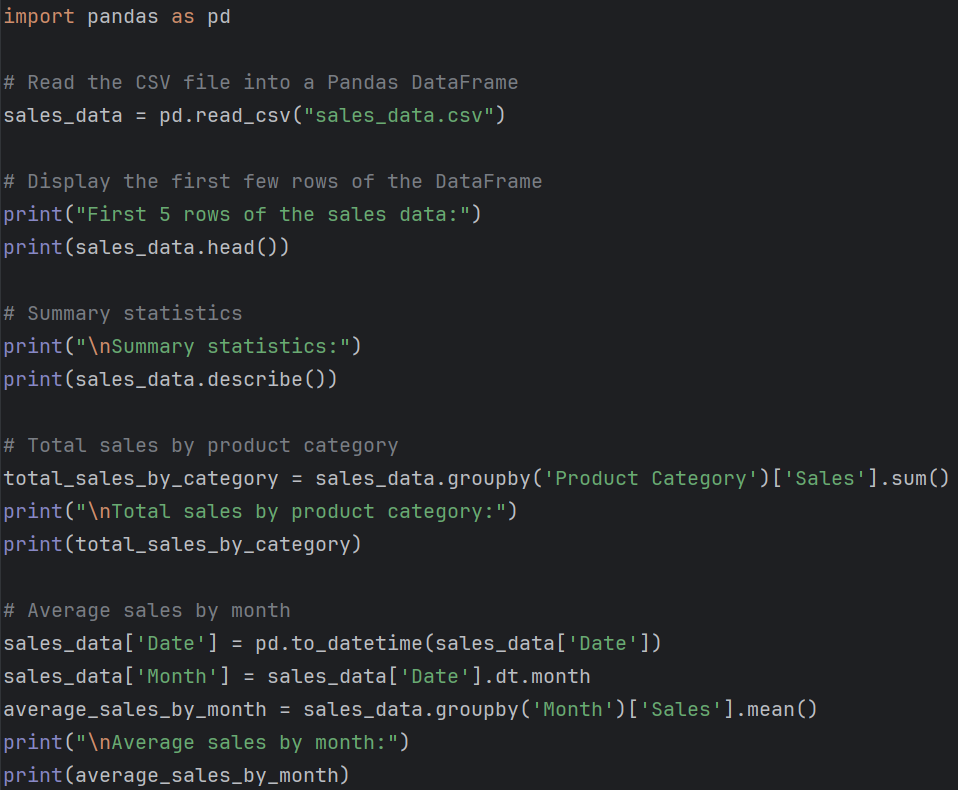 import pandas as pd
# Read the CSV file into a Pandas DataFrame
sales_data = pd.read_csv("sales_data.csv")
# Display the first few rows of the DataFrame
print("First 5 rows of the sales data:")
print(sales_data.head())
# Summary statistics
print("\nSummary statistics:")
print(sales_data.describe())
# Total sales by product category
total_sales_by_category = sales_data.groupby('Product Category')['Sales'].sum()
print("\nTotal sales by product category:")
print(total_sales_by_category)
# Average sales by month
sales_data['Date'] = pd.to_datetime(sales_data['Date'])
sales_data['Month'] = sales_data['Date'].dt.month
average_sales_by_month = sales_data.groupby('Month')['Sales'].mean()
print("\nAverage sales by month:")
print(average_sales_by_month)